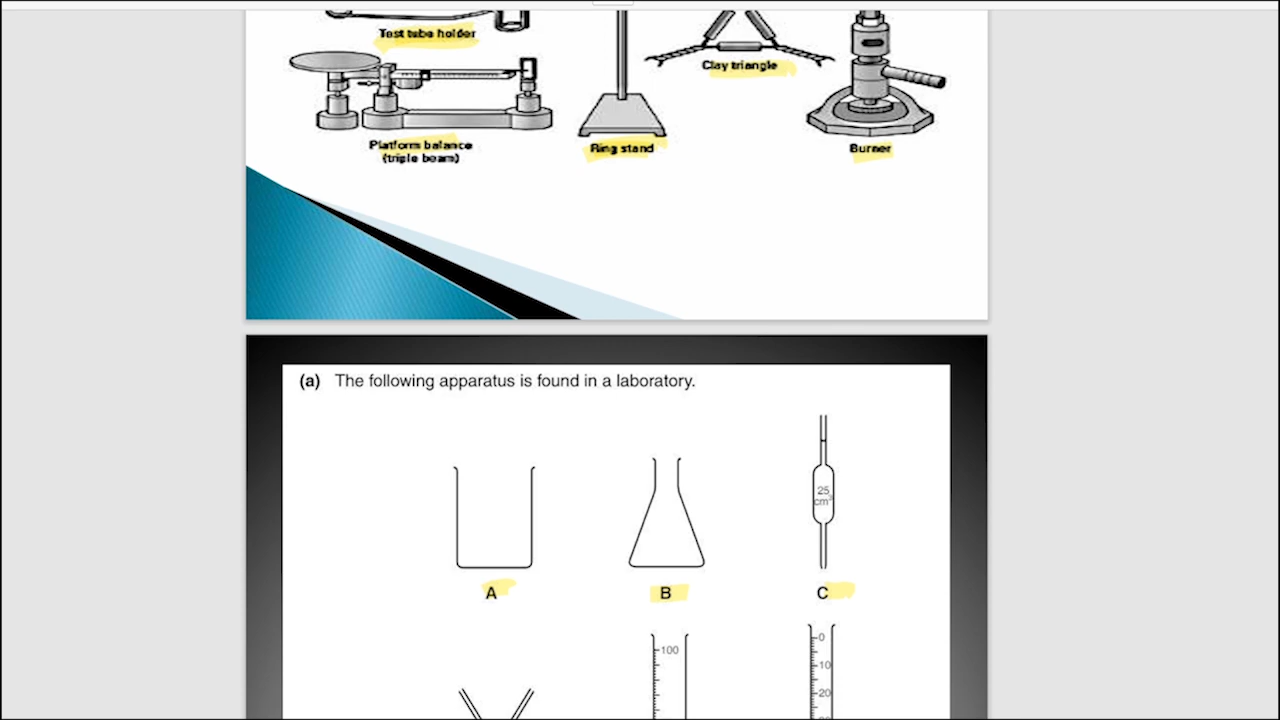 Test tube holder
Clay triangle
Platform balance
(triple beam)
Ring stand
Burner
(a) The following apparatus is found in a laboratory.
25
cm³
A
B
C
100
0
10
20